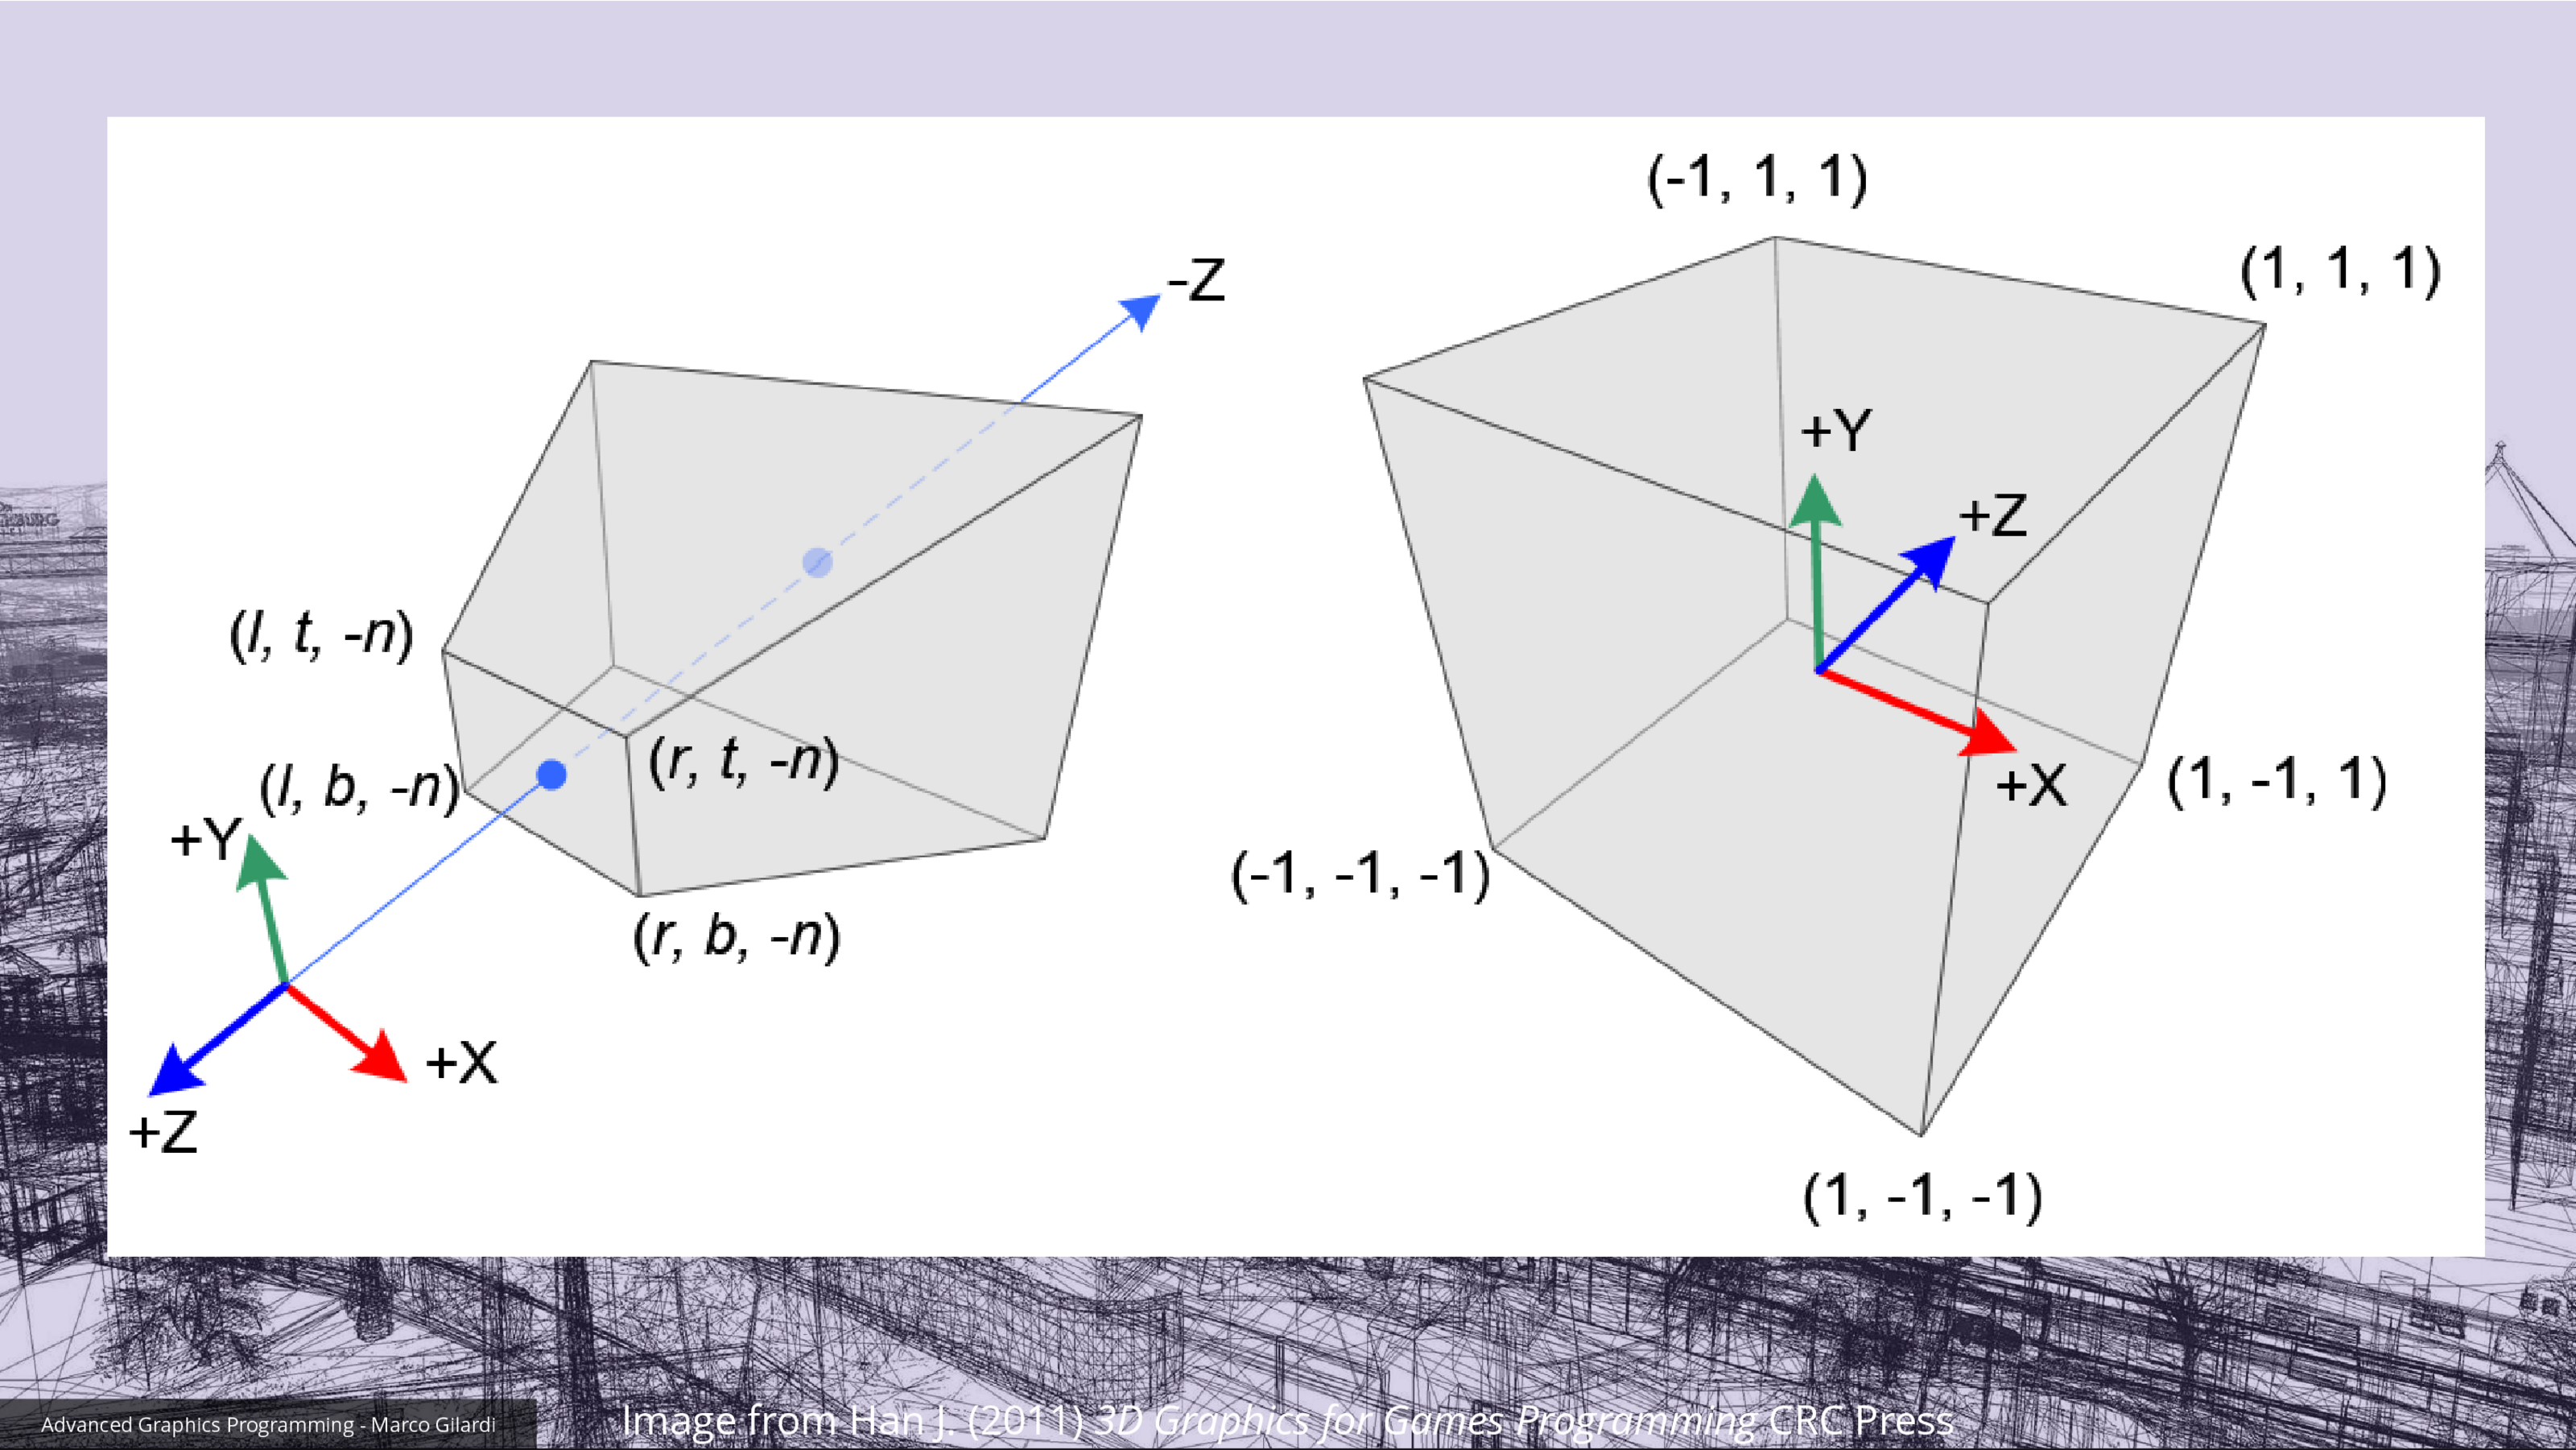 (-1, 1, 1)
(1, 1, 1)
-Z
+Y
+Z
(l, t, -n)
(r, t, -n)
(l, b, -n)
+X
(1, -1, 1)
+Y
(-1, -1, -1)
(r, b, -n)
+X
+Z
(1, -1, -1)
Advanced Graphics Programming - Marco Gilardi
Image from Han J. (2011) 3D Graphics for Games Programming CRC Press